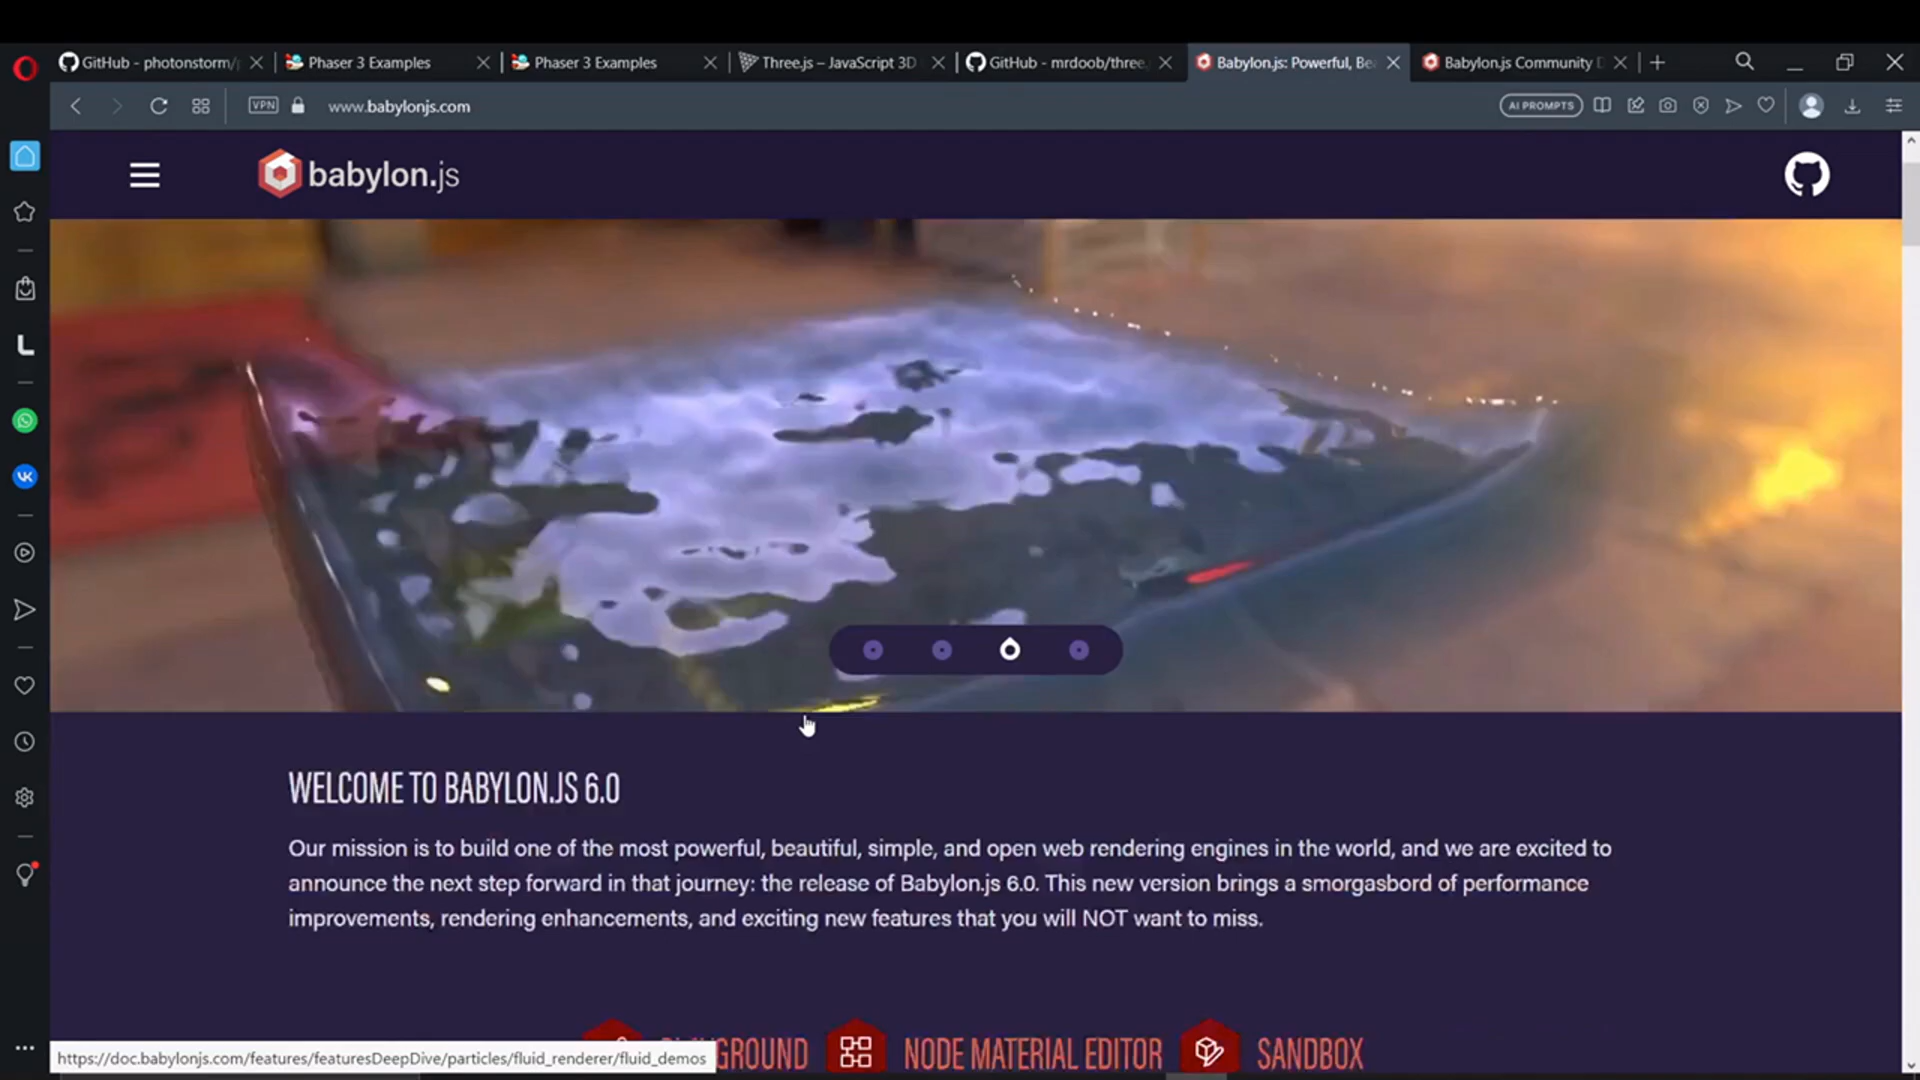 GitHub - photonstorm/
Phaser 3 Examples
Phaser 3 Examples
Three.js – JavaScript 3D
GitHub - mrdoob/three.
Babylon.js: Powerful, Be
Babylon.js Community D
VPN
www.babylonjs.com
AI PROMPTS
babylon.js
WELCOME TO BABYLON.JS 6.0
Our mission is to build one of the most powerful, beautiful, simple, and open web rendering engines in the world, and we are excited to
announce the next step forward in that journey: the release of Babylon.js 6.0. This new version brings a smorgasbord of performance
improvements, rendering enhancements, and exciting new features that you will NOT want to miss.
PLAYGROUND
NODE MATERIAL EDITOR
SANDBOX
https://doc.babylonjs.com/features/featuresDeepDive/particles/fluid_renderer/fluid_demos